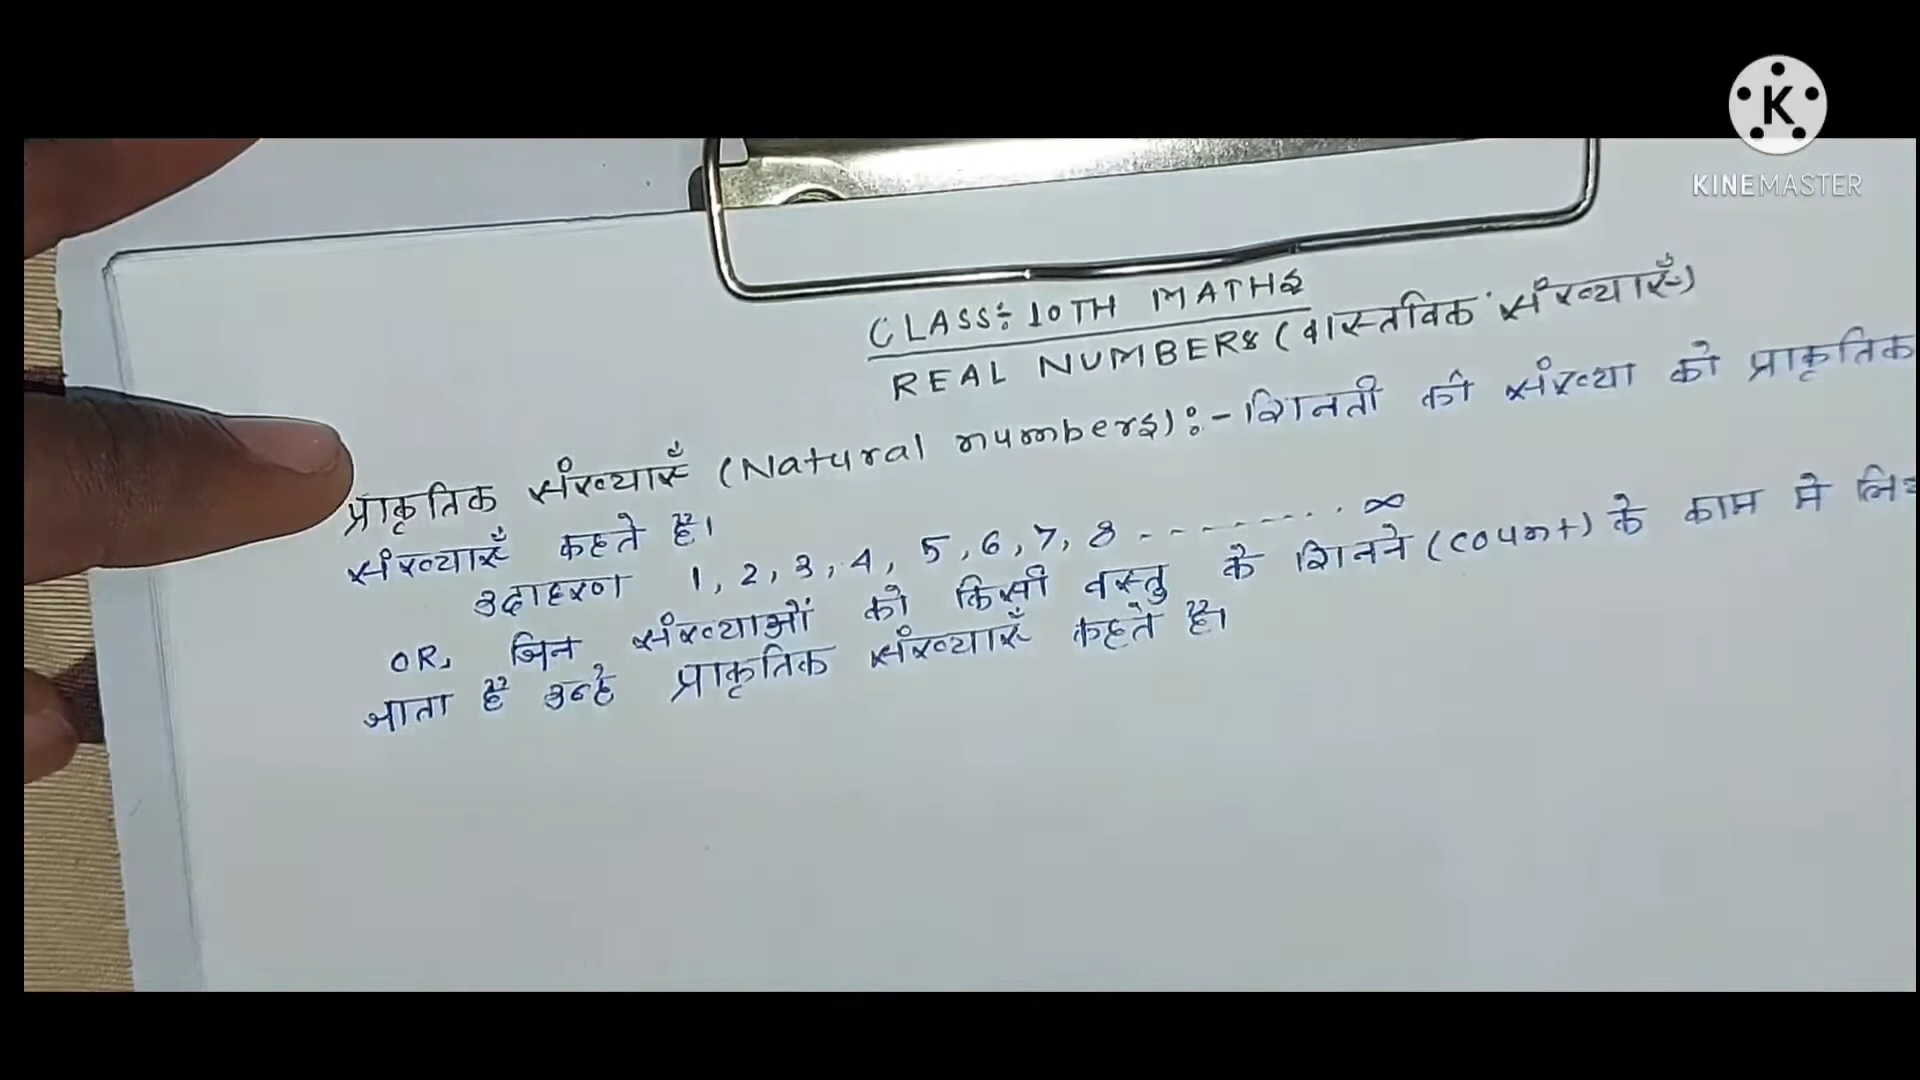 K
KINEMASTER
CLASS:- 10TH MATHS
REAL NUMBERS (वास्तविक संख्याएँ)
प्राकृतिक संख्याएँ (Natural numbers):- गिनती की संख्या को प्राकृतिक
संख्याएँ कहते हैं।
उदाहरण 1, 2, 3, 4, 5, 6, 7, 8 --------.. ∞
OR, जिन संख्याओं को किसी वस्तु के गिनने (count) के काम मे
जाता हैं उन्हे प्राकृतिक संख्याएँ कहते हैं।